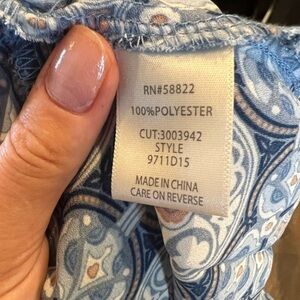 RN#58822
100%POLYESTER
CUT:3003942
STYLE
9711D15
MADE IN CHINA
CARE ON REVERSE